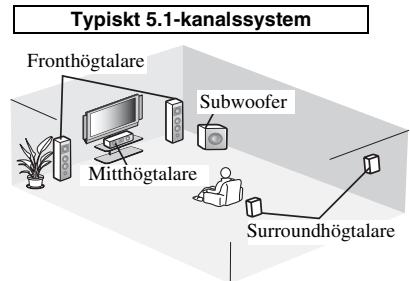 Typiskt 5.1-kanalssystem
Fronthögtalare
Subwoofer
Mitthögtalare
Surroundhögtalare